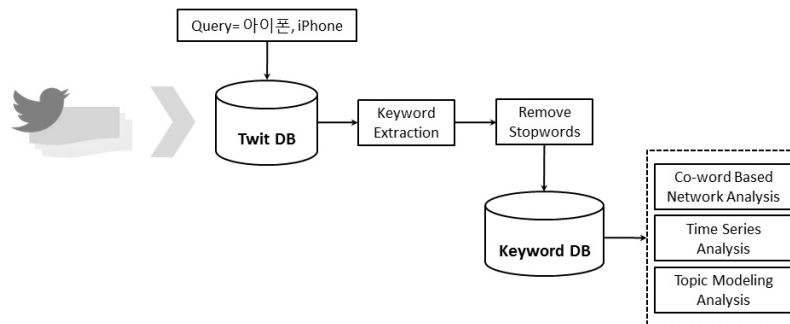 Query= 아이폰, iPhone
Twit DB
Keyword
Extraction
Remove
Stopwords
Keyword DB
Co-word Based
Network Analysis
Time Series
Analysis
Topic Modeling
Analysis